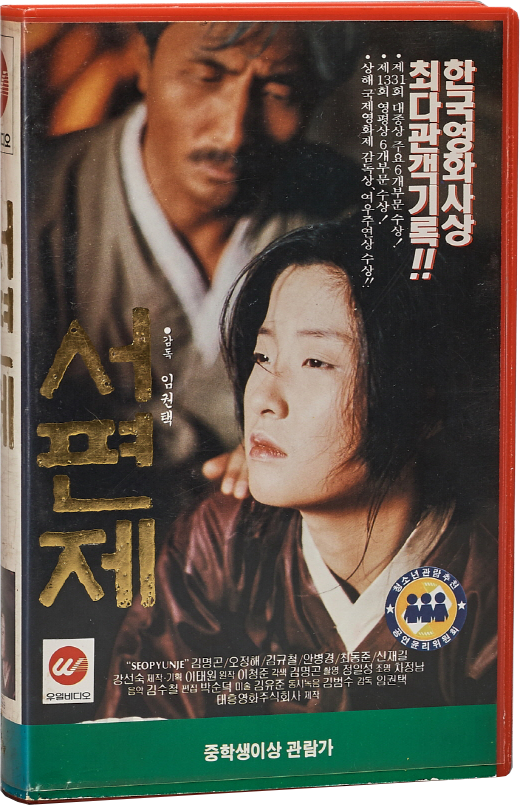 한국영화사상
최다관객기록!!
• 제31회 대종상 주요 6개부문 수상!
• 제13회 영평상 6개부문 수상!
• 상해 국제영화제 감독상, 여우주연상 수상!!
• 감독 임권택
서편제
서편제
청소년관람추천
공연윤리위원회
우일비디오
"SEOPYUNJE" 김명곤/오정해/김규철/안병경/최동준/신재길
강선숙 제작·기획 이태원 원작 이청준 각색 김명곤 촬영 정일성 조명 차정남
음악 김수철 편집 박순덕 미술 김유준 동시녹음 김범수 감독 임권택
태흥영화주식회사 제작
중학생이상 관람가